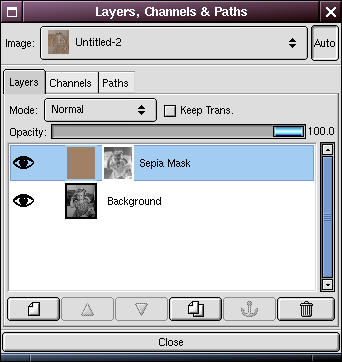 Layers, Channels & Paths
Image: Untitled-2 Auto
Layers Channels Paths
Mode: Normal Keep Trans.
Opacity: 100.0
Sepia Mask
Background
Close